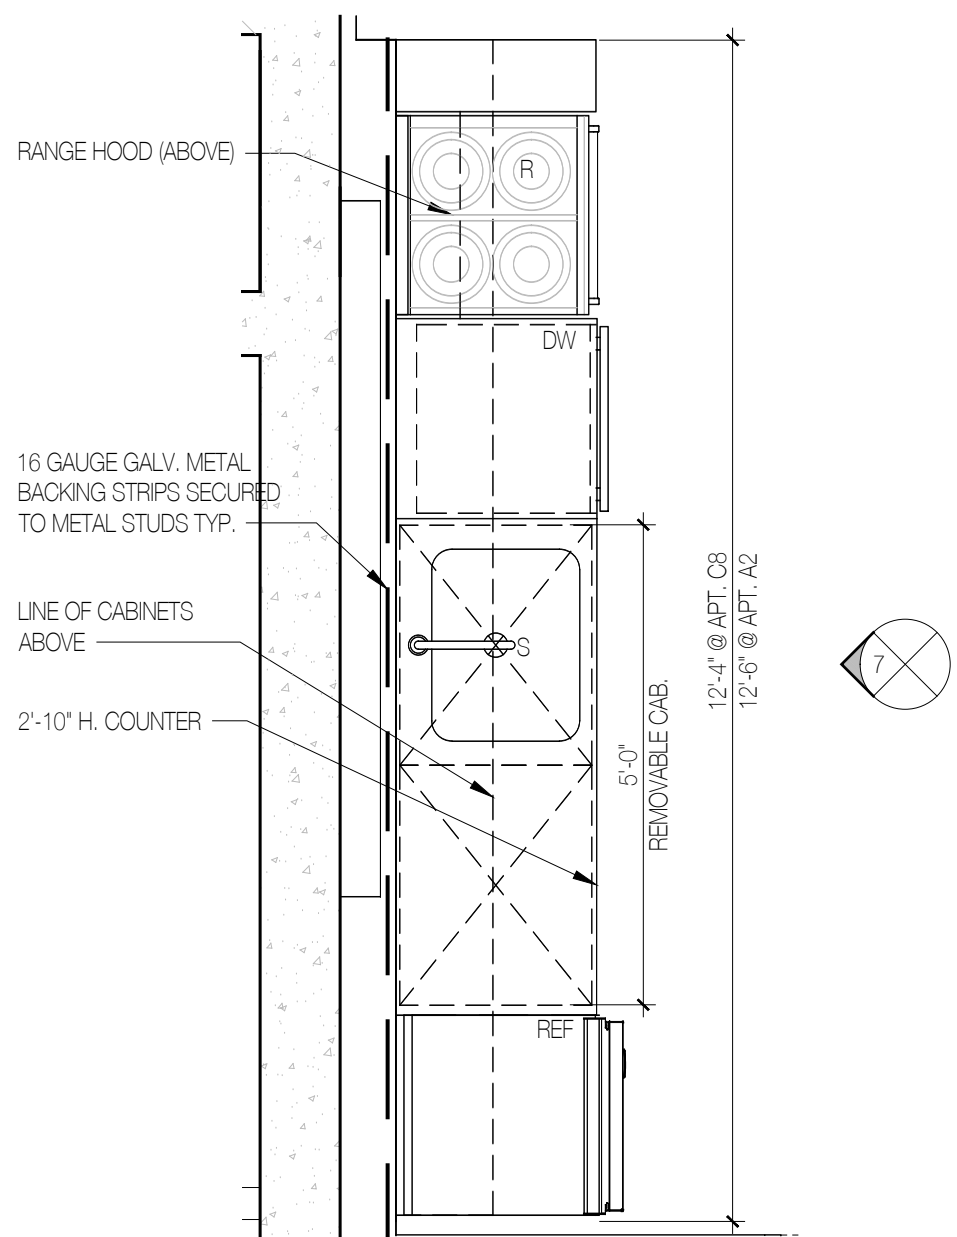 RANGE HOOD (ABOVE)
R
DW
16 GAUGE GALV. METAL
BACKING STRIPS SECURED
TO METAL STUDS TYP.
LINE OF CABINETS
ABOVE
S
2'-10" H. COUNTER
5'-0"
REMOVABLE CAB.
12'-4" @ APT. C8
12'-6" @ APT. A2
7
REF